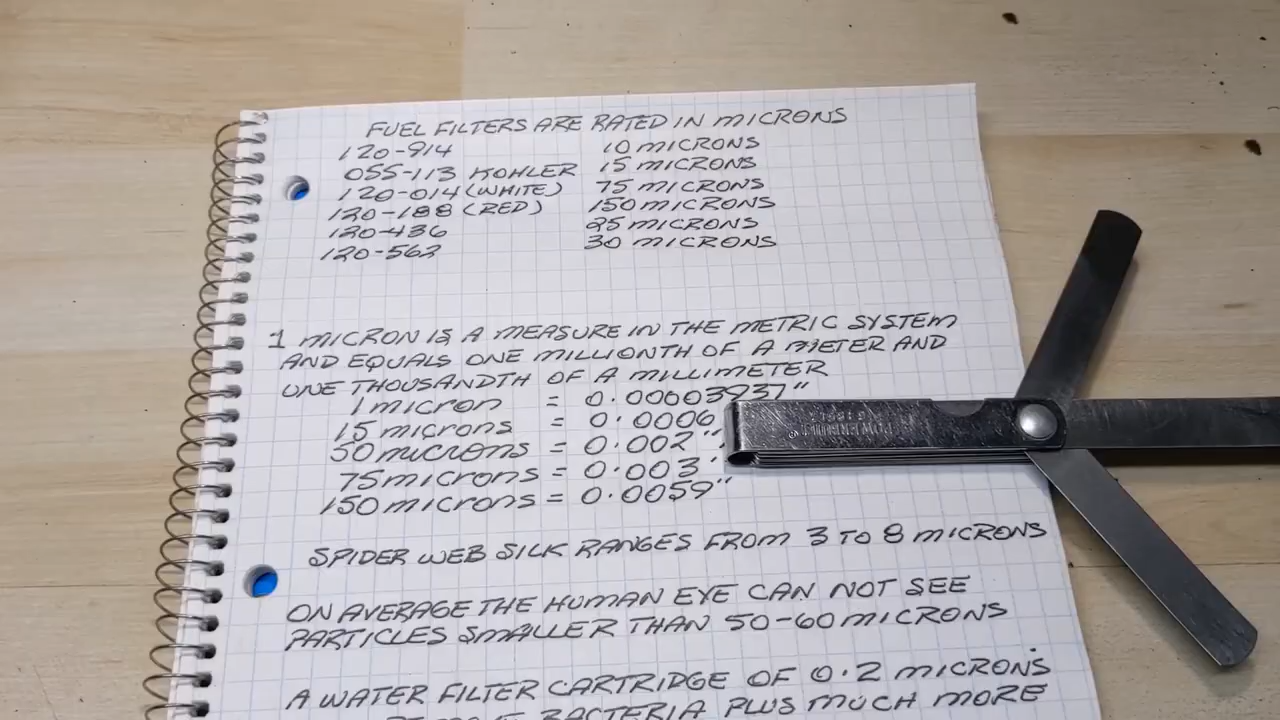 FUEL FILTERS ARE RATED IN MICRONS
120-914 10 MICRONS
055-113 KOHLER 15 MICRONS
120-014 (WHITE) 75 MICRONS
120-188 (RED) 150 MICRONS
120-436 25 MICRONS
120-562 30 MICRONS
1 MICRON IS A MEASURE IN THE METRIC SYSTEM
AND EQUALS ONE MILLIONTH OF A METER AND
ONE THOUSANDTH OF A MILLIMETER
1 micron = 0.00003937"
15 microns = 0.0006
50 microns = 0.002"
75 microns = 0.003"
150 microns = 0.0059"
SPIDER WEB SILK RANGES FROM 3 TO 8 MICRONS
ON AVERAGE THE HUMAN EYE CAN NOT SEE
PARTICLES SMALLER THAN 50-60 MICRONS
A WATER FILTER CARTRIDGE OF 0.2 MICRONS
BACTERIA PLUS MUCH MORE